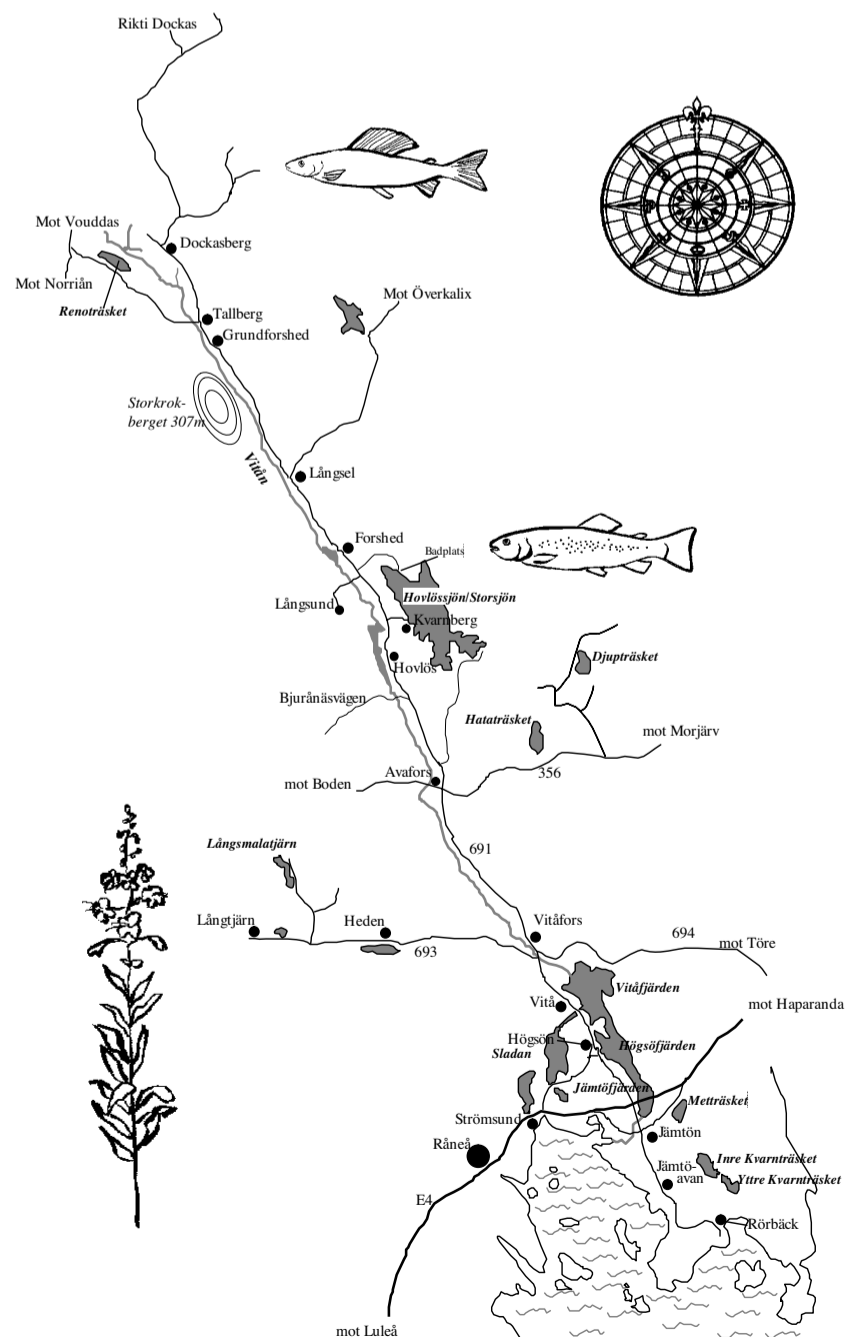 Rikti Dockas
Mot Vouddas
Dockasberg
Mot Norriån
Renoträsket
Mot Överkalix
Tallberg
Grundforshed
Storkrok-
berget 307m
Vitån
Långsel
Forshed
Badplats
Långsund
Hovlössjön/Storsjön
Kvarnberg
Hovlös
Djupträsket
Bjurånäsvägen
Hataträsket
mot Morjärv
Avafors
356
mot Boden
691
Långsmalatjärn
Långtjärn
Heden
Vitåfors
694
693
mot Töre
Vitåfjärden
Vitå
mot Haparanda
Högsön
Högsöfjärden
Sladan
Jämtöfjärden
Metträsket
Strömsund
Jämtön
Råneå
Inre Kvarnträsket
Jämtö-
avan
Yttre Kvarnträsket
E4
Rörbäck
mot Luleå